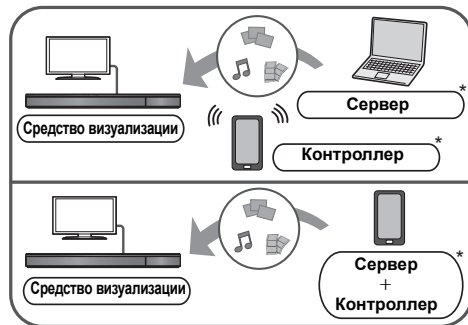 Сервер
*
Средство визуализации
Контроллер
*
Средство визуализации
Сервер
*
+
Контроллер